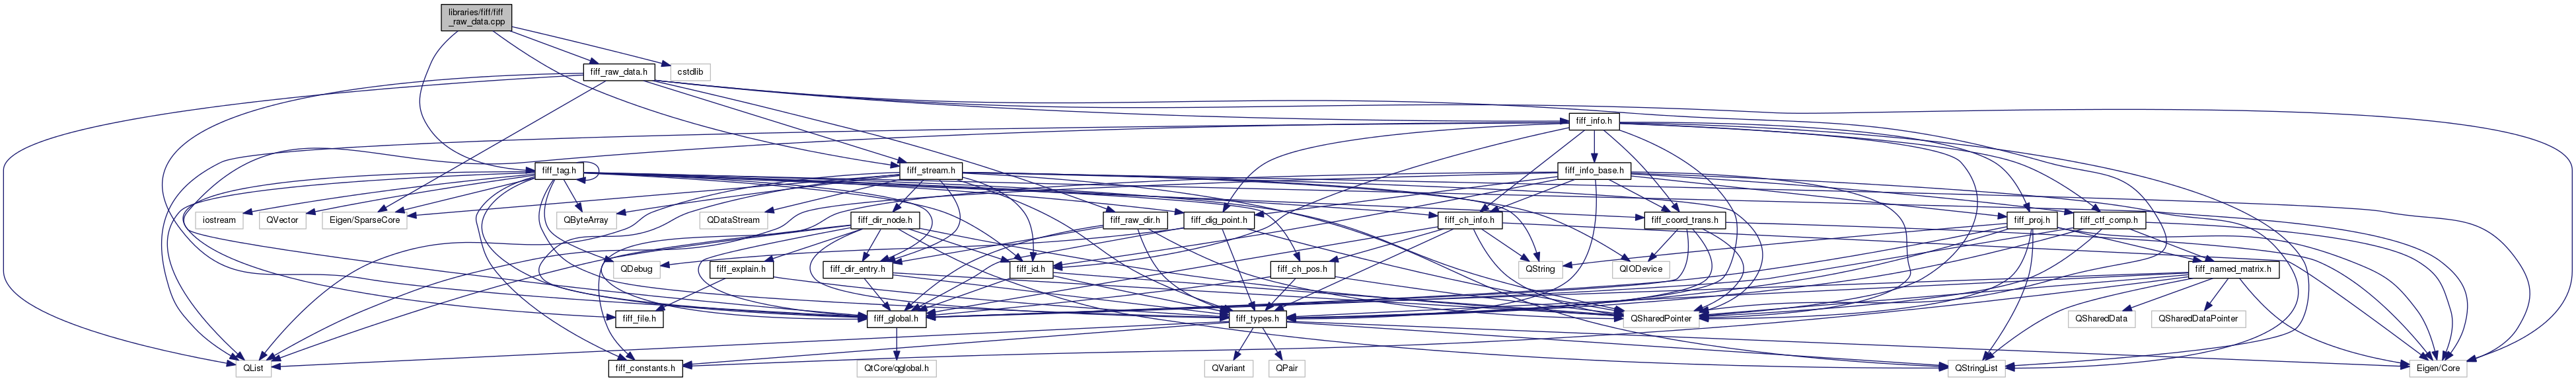 libraries/fiff/fiff
_raw_data.cpp
fiff_raw_data.h
cstdlib
fiff_info.h
fiff_tag.h
fiff_stream.h
fiff_info_base.h
iostream
QVector
Eigen/SparseCore
QByteArray
QDataStream
fiff_dir_node.h
fiff_raw_dir.h
fiff_dig_point.h
fiff_ch_info.h
fiff_coord_trans.h
fiff_proj.h
fiff_ctf_comp.h
QDebug
fiff_explain.h
fiff_dir_entry.h
fiff_id.h
fiff_ch_pos.h
QString
QIODevice
fiff_named_matrix.h
fiff_file.h
fiff_global.h
fiff_types.h
QSharedPointer
QSharedData
QSharedDataPointer
QList
fiff_constants.h
QtCore/qglobal.h
QVariant
QPair
QStringList
Eigen/Core